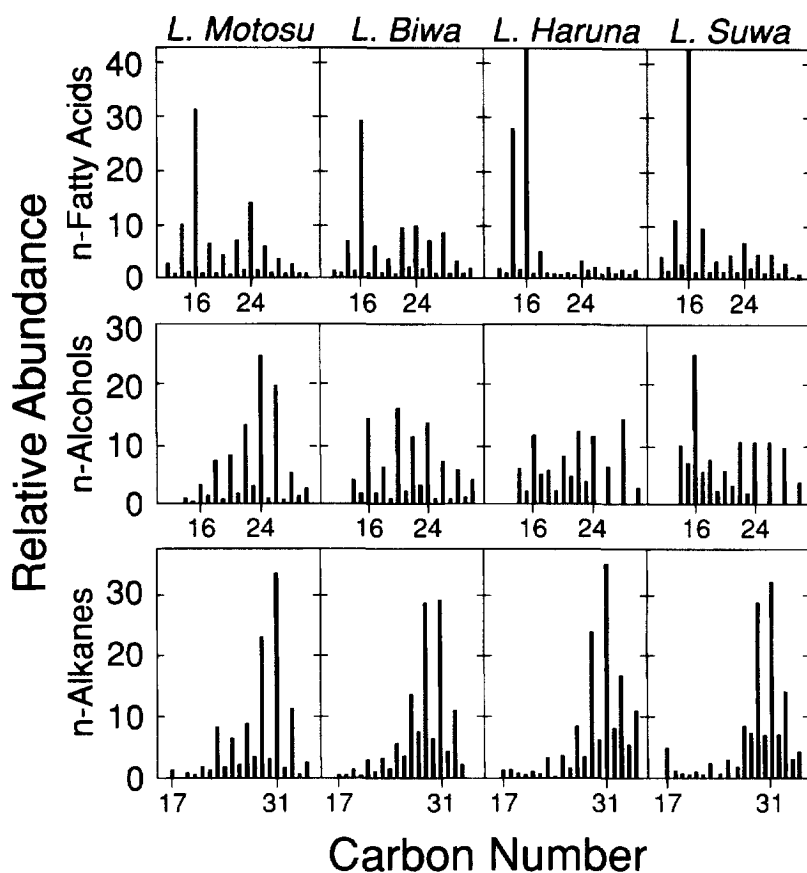 L. Motosu L. Biwa L. Haruna L. Suwa
Relative Abundance
n-Fatty Acids
40
30
20
10
0
16 24 16 24 16 24 16 24
n-Alcohols
30
20
10
0
16 24 16 24 16 24 16 24
n-Alkanes
30
20
10
0
17 31 17 31 17 31 17 31
Carbon Number